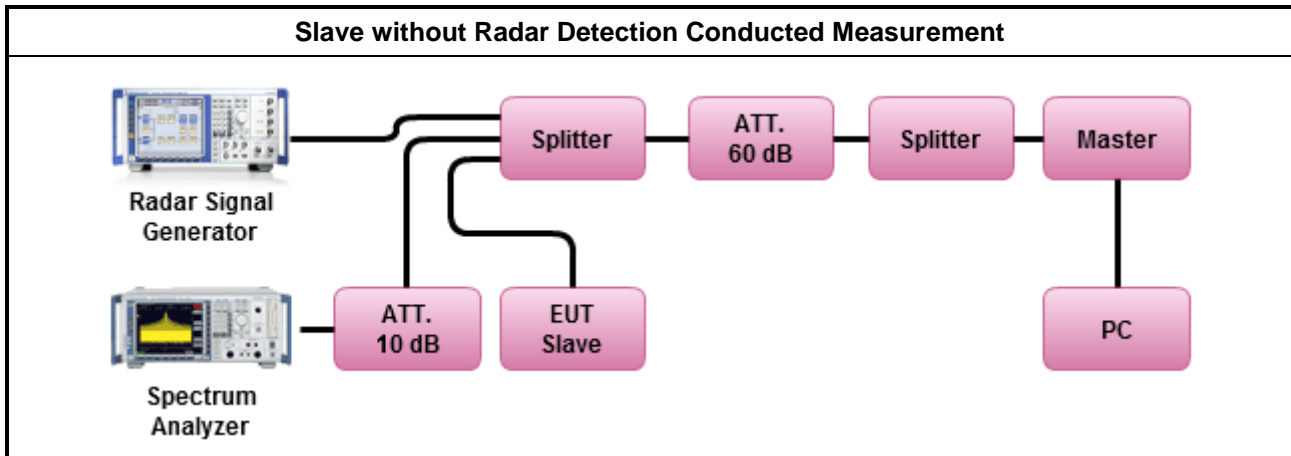 Slave without Radar Detection Conducted Measurement
Radar Signal
Generator
Splitter
ATT.
60 dB
Splitter
Master
Spectrum
Analyzer
ATT.
10 dB
EUT
Slave
PC